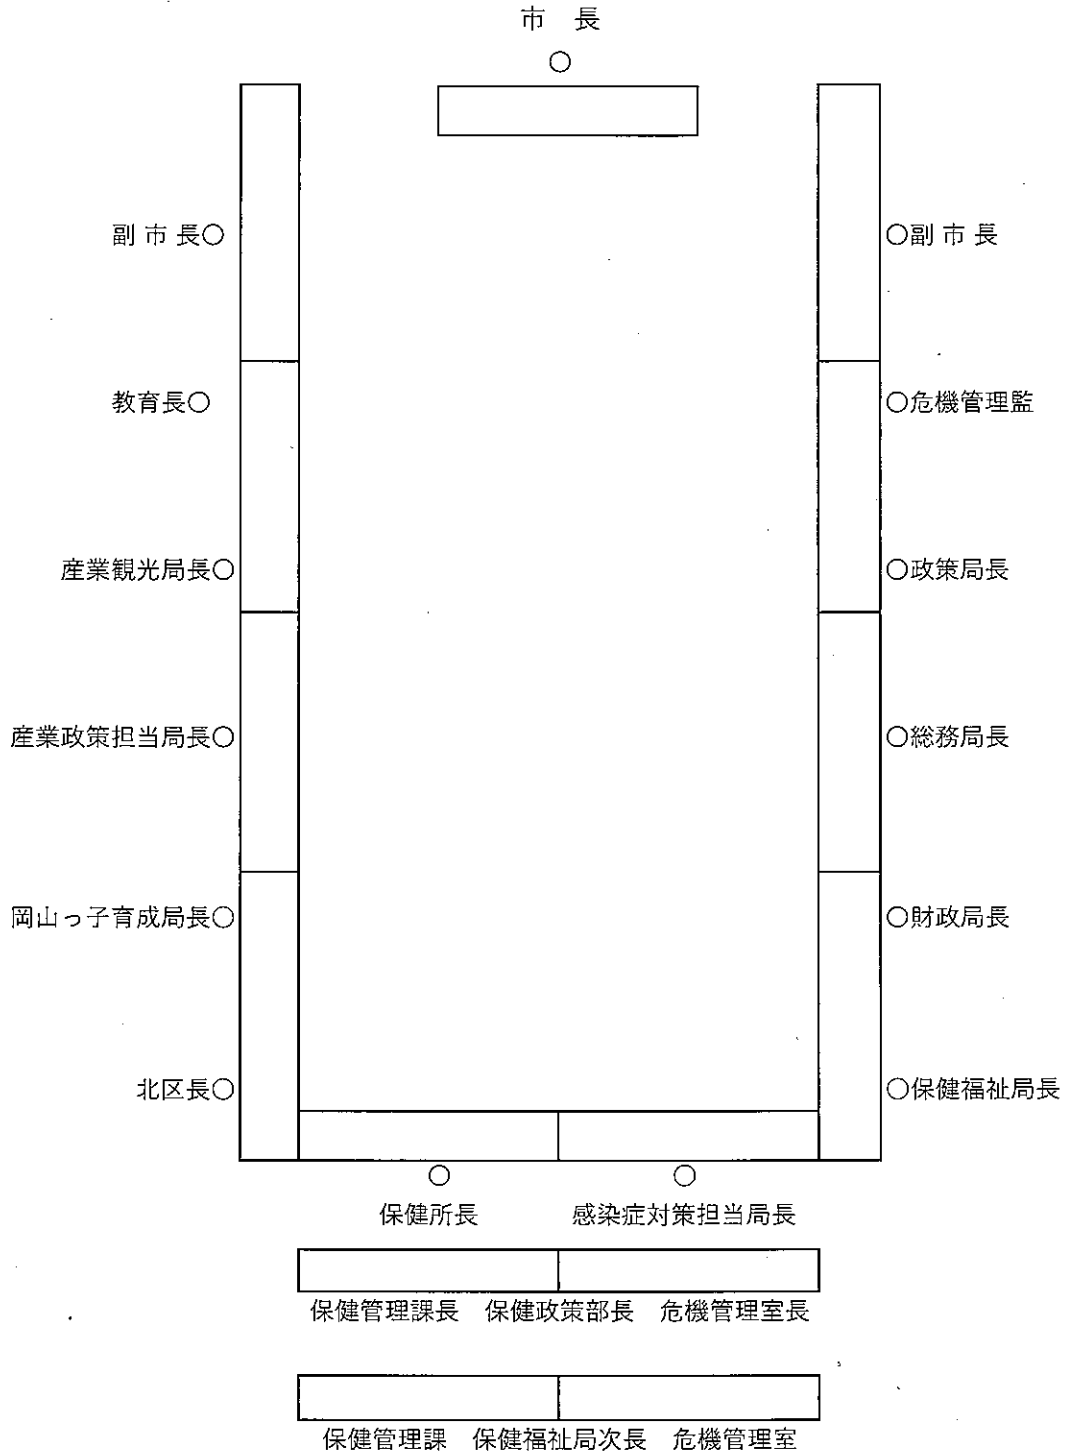 市 長
○
副 市 長○ ○副 市 長
教育長○ ○危機管理監
産業観光局長○ ○政策局長
産業政策担当局長○ ○総務局長
岡山っ子育成局長○ ○財政局長
北区長○ ○保健福祉局長
○ ○
保健所長 感染症対策担当局長
保健管理課長 保健政策部長 危機管理室長
保健管理課 保健福祉局次長 危機管理室